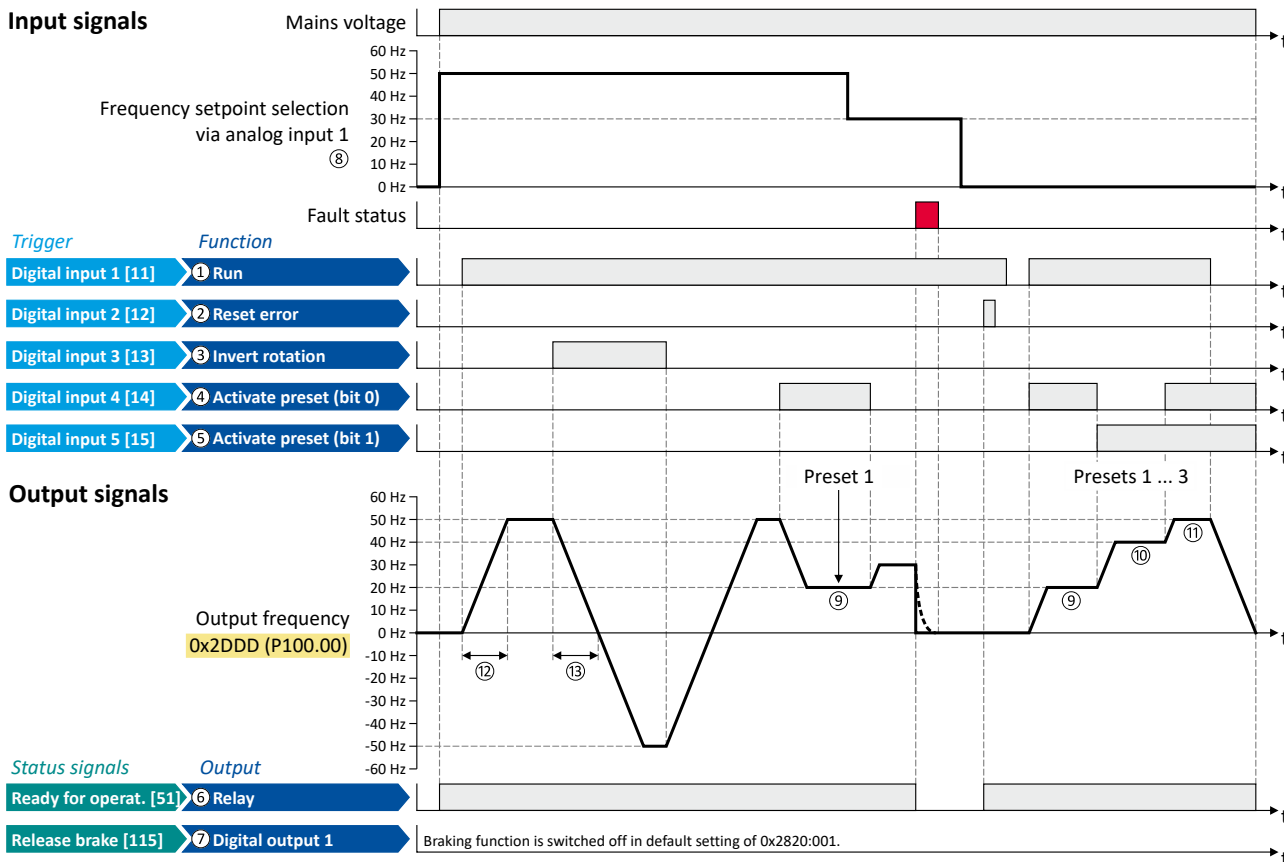 Input signals
Mains voltage
t
60 Hz
50 Hz
40 Hz
30 Hz
20 Hz
10 Hz
0 Hz
t
Frequency setpoint selection
via analog input 1
⑧
Fault status
t
Trigger
Function
Digital input 1 [11]
① Run
t
Digital input 2 [12]
② Reset error
t
Digital input 3 [13]
③ Invert rotation
t
Digital input 4 [14]
④ Activate preset (bit 0)
t
Digital input 5 [15]
⑤ Activate preset (bit 1)
t
Output signals
Preset 1
Presets 1 ... 3
60 Hz
50 Hz
40 Hz
30 Hz
20 Hz
10 Hz
0 Hz
-10 Hz
-20 Hz
-30 Hz
-40 Hz
-50 Hz
-60 Hz
t
Output frequency
0x2DDD (P100.00)
⑨
⑨
⑩
⑪
⑫
⑬
Status signals
Output
Ready for operat. [51]
⑥ Relay
t
Release brake [115]
⑦ Digital output 1
Braking function is switched off in default setting of 0x2820:001.
t